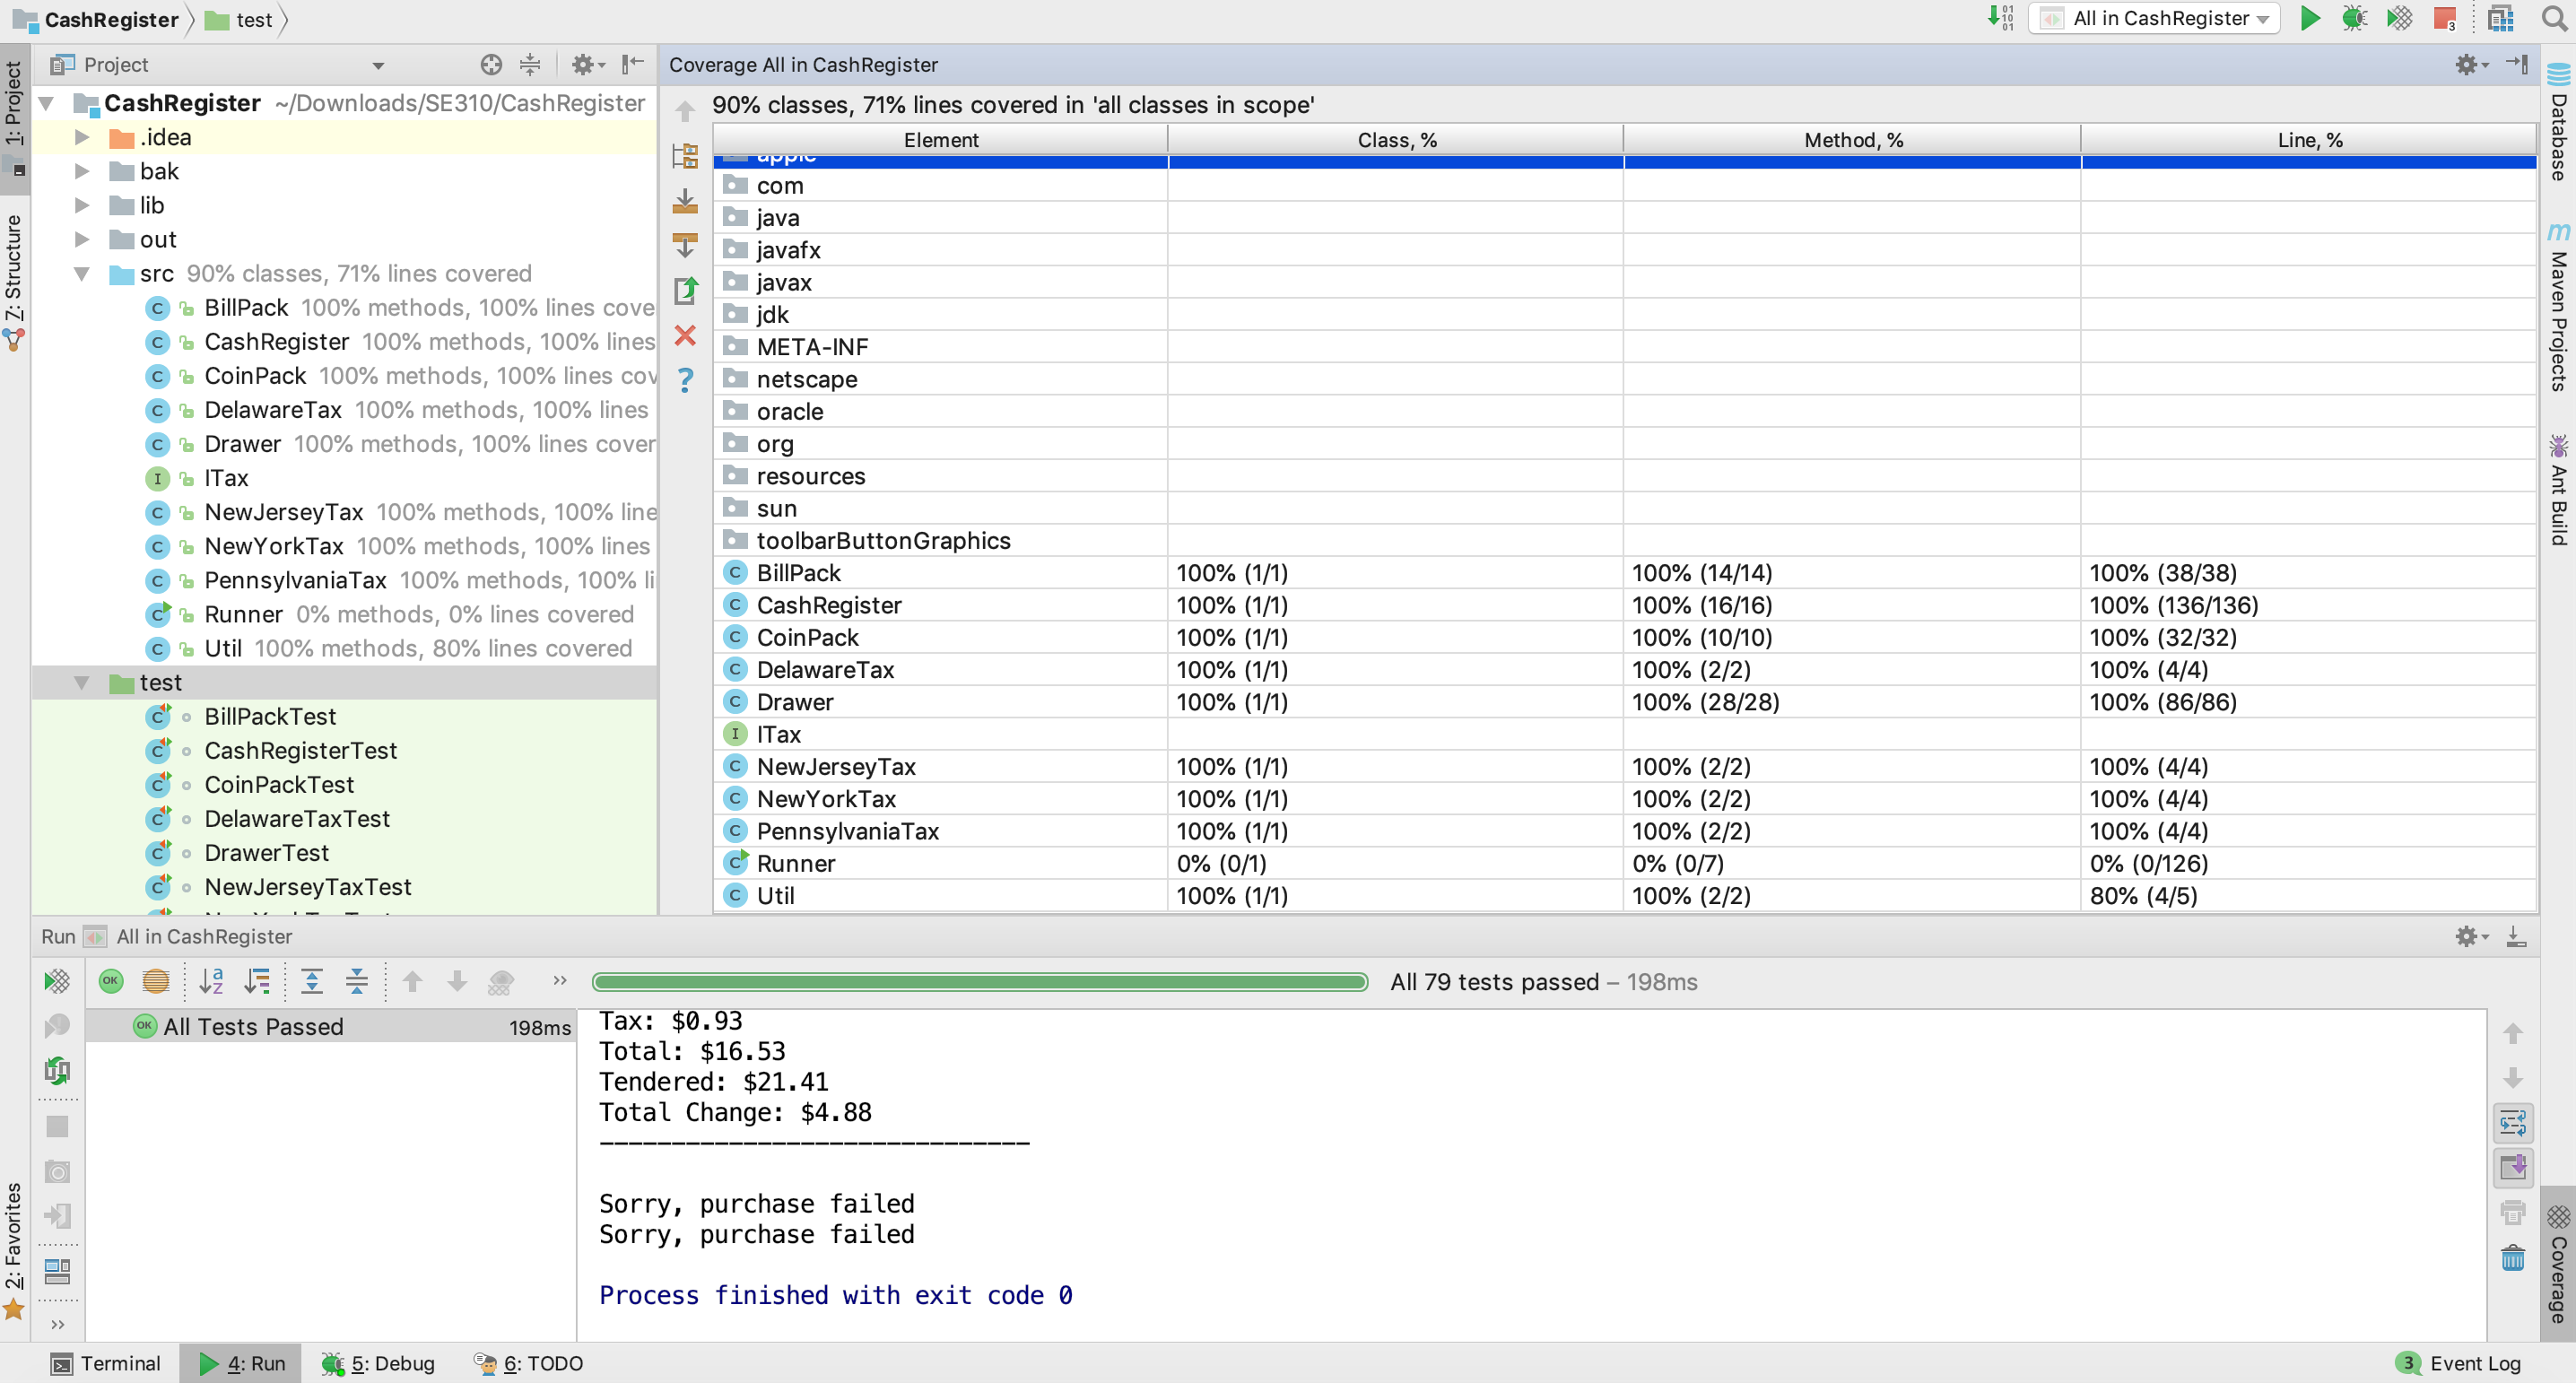 CashRegister test
All in CashRegister
3
1: Project
7: Structure
2: Favorites
Project
CashRegister ~/Downloads/SE310/CashRegister
.idea
bak
lib
out
src 90% classes, 71% lines covered
BillPack 100% methods, 100% lines cove
CashRegister 100% methods, 100% lines
CoinPack 100% methods, 100% lines cov
DelawareTax 100% methods, 100% lines
Drawer 100% methods, 100% lines cover
ITax
NewJerseyTax 100% methods, 100% line
NewYorkTax 100% methods, 100% lines
PennsylvaniaTax 100% methods, 100% li
Runner 0% methods, 0% lines covered
Util 100% methods, 80% lines covered
test
BillPackTest
CashRegisterTest
CoinPackTest
DelawareTaxTest
DrawerTest
NewJerseyTaxTest
Coverage All in CashRegister
90% classes, 71% lines covered in 'all classes in scope'
Element Class, % Method, % Line, %
apple
com
java
javafx
javax
jdk
META-INF
netscape
oracle
org
resources
sun
toolbarButtonGraphics
BillPack 100% (1/1) 100% (14/14) 100% (38/38)
CashRegister 100% (1/1) 100% (16/16) 100% (136/136)
CoinPack 100% (1/1) 100% (10/10) 100% (32/32)
DelawareTax 100% (1/1) 100% (2/2) 100% (4/4)
Drawer 100% (1/1) 100% (28/28) 100% (86/86)
ITax
NewJerseyTax 100% (1/1) 100% (2/2) 100% (4/4)
NewYorkTax 100% (1/1) 100% (2/2) 100% (4/4)
PennsylvaniaTax 100% (1/1) 100% (2/2) 100% (4/4)
Runner 0% (0/1) 0% (0/7) 0% (0/126)
Util 100% (1/1) 100% (2/2) 80% (4/5)
Database
Maven Projects
Ant Build
Coverage
Run All in CashRegister
All 79 tests passed – 198ms
OK All Tests Passed 198ms
Tax: $0.93
Total: $16.53
Tendered: $21.41
Total Change: $4.88
------------------------------
Sorry, purchase failed
Sorry, purchase failed
Process finished with exit code 0
Terminal 4: Run 5: Debug 6: TODO 3 Event Log